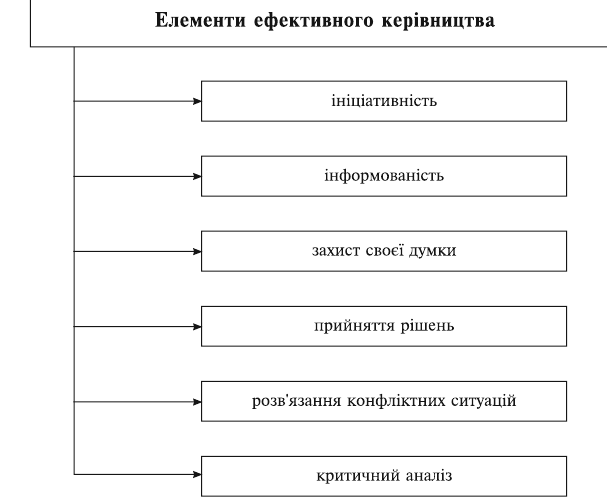 Елементи ефективного керівництва
ініціативність
інформованість
захист своєї думки
прийняття рішень
розв'язання конфліктних ситуацій
критичний аналіз